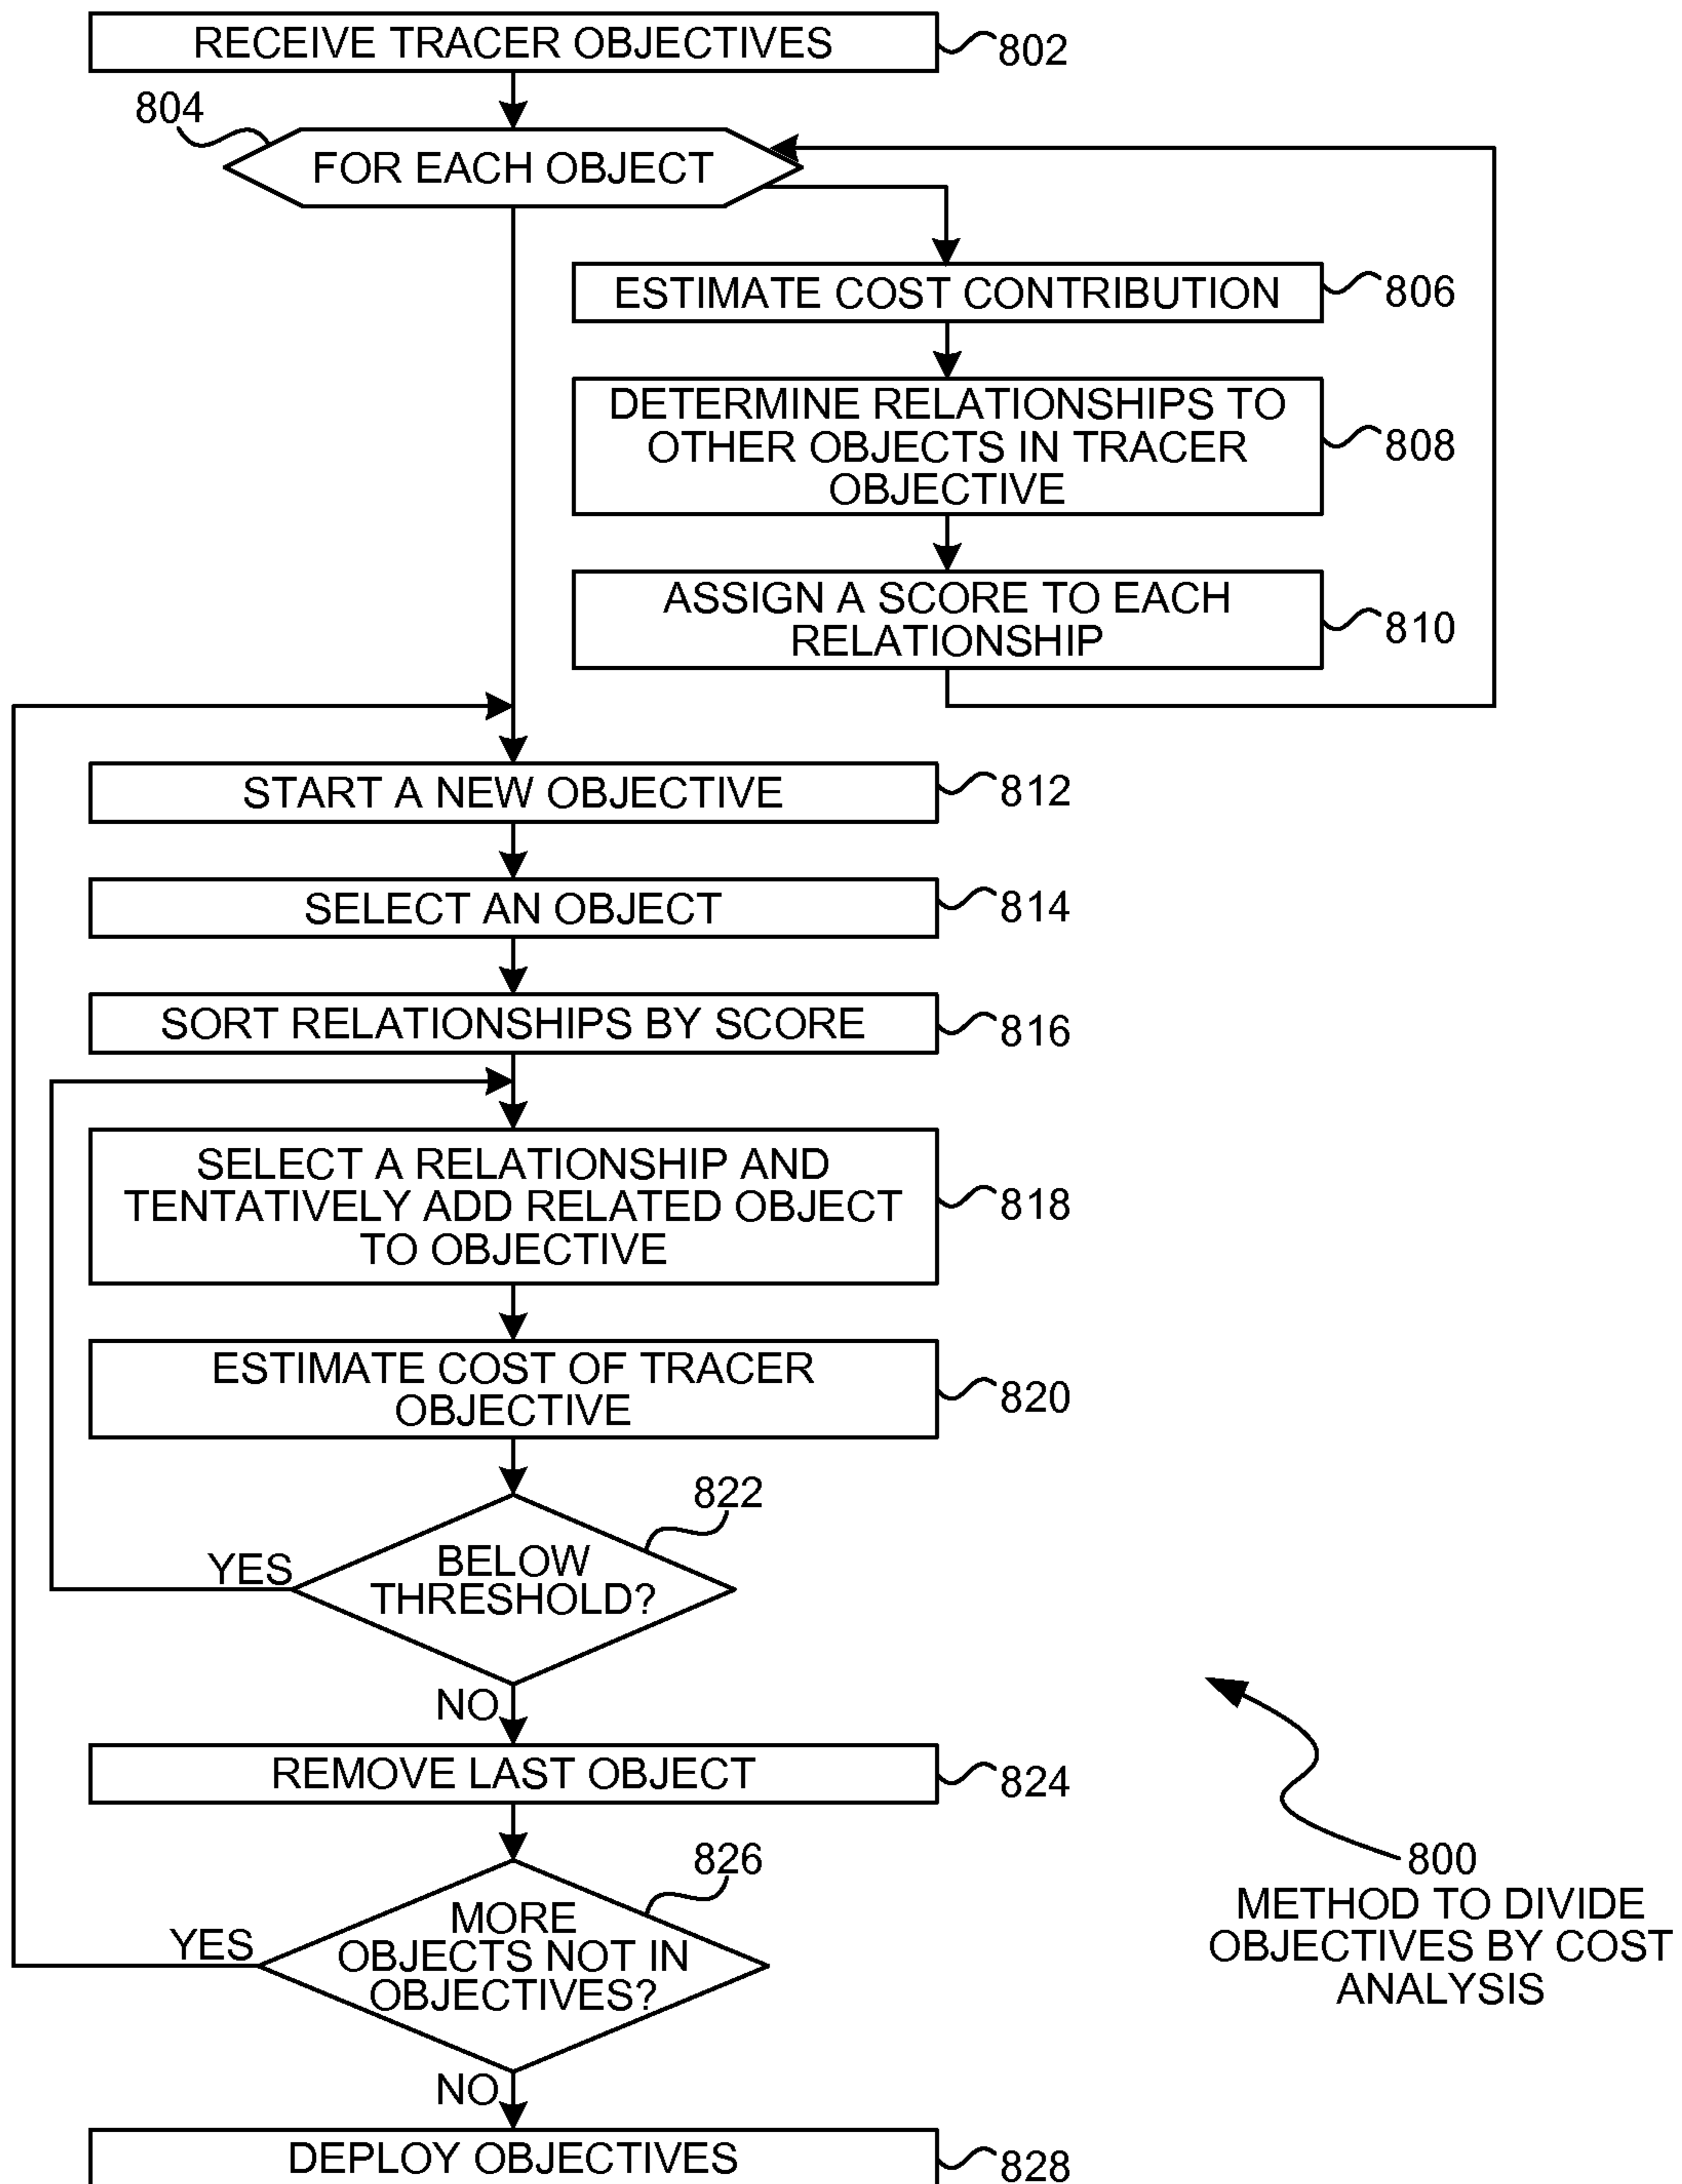 RECEIVE TRACER OBJECTIVES
802
804
FOR EACH OBJECT
ESTIMATE COST CONTRIBUTION
806
DETERMINE RELATIONSHIPS TO
OTHER OBJECTS IN TRACER
OBJECTIVE
808
ASSIGN A SCORE TO EACH
RELATIONSHIP
810
START A NEW OBJECTIVE
812
SELECT AN OBJECT
814
SORT RELATIONSHIPS BY SCORE
816
SELECT A RELATIONSHIP AND
TENTATIVELY ADD RELATED OBJECT
TO OBJECTIVE
818
ESTIMATE COST OF TRACER
OBJECTIVE
820
822
BELOW
THRESHOLD?
YES
NO
REMOVE LAST OBJECT
824
826
MORE
OBJECTS NOT IN
OBJECTIVES?
YES
NO
DEPLOY OBJECTIVES
828
800
METHOD TO DIVIDE
OBJECTIVES BY COST
ANALYSIS